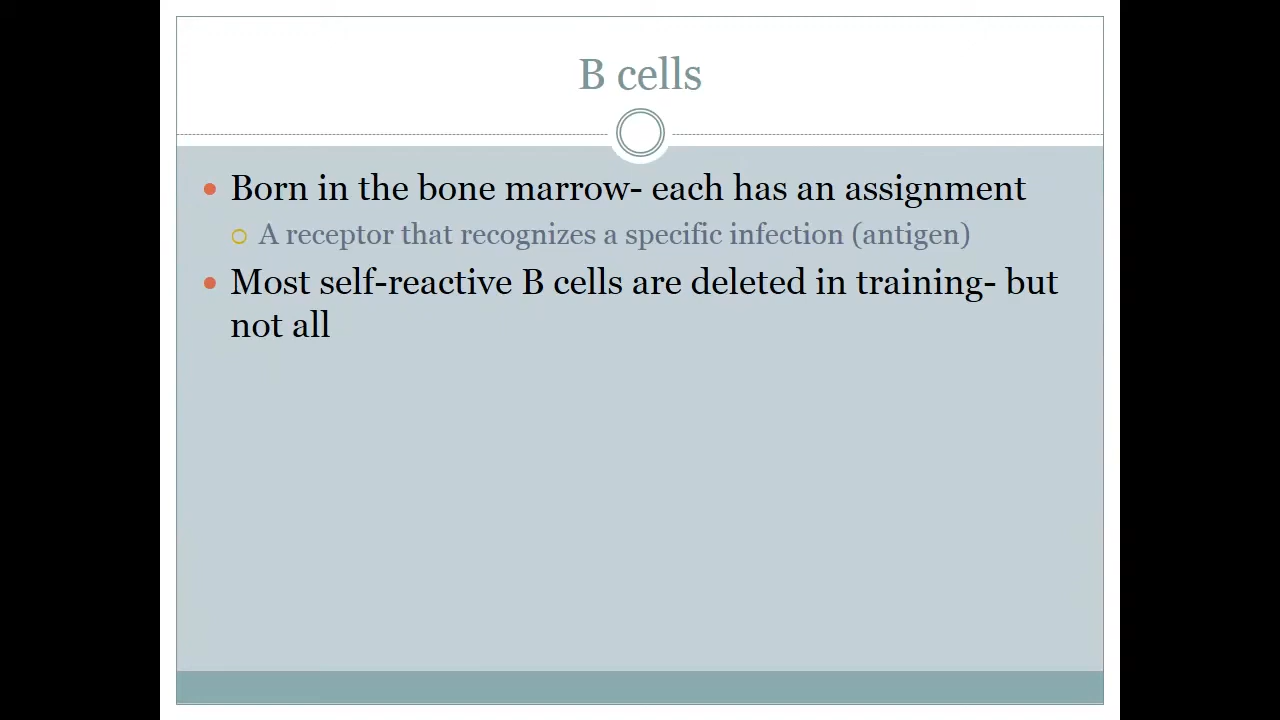 B cells
Born in the bone marrow- each has an assignment
A receptor that recognizes a specific infection (antigen)
Most self-reactive B cells are deleted in training- but
not all